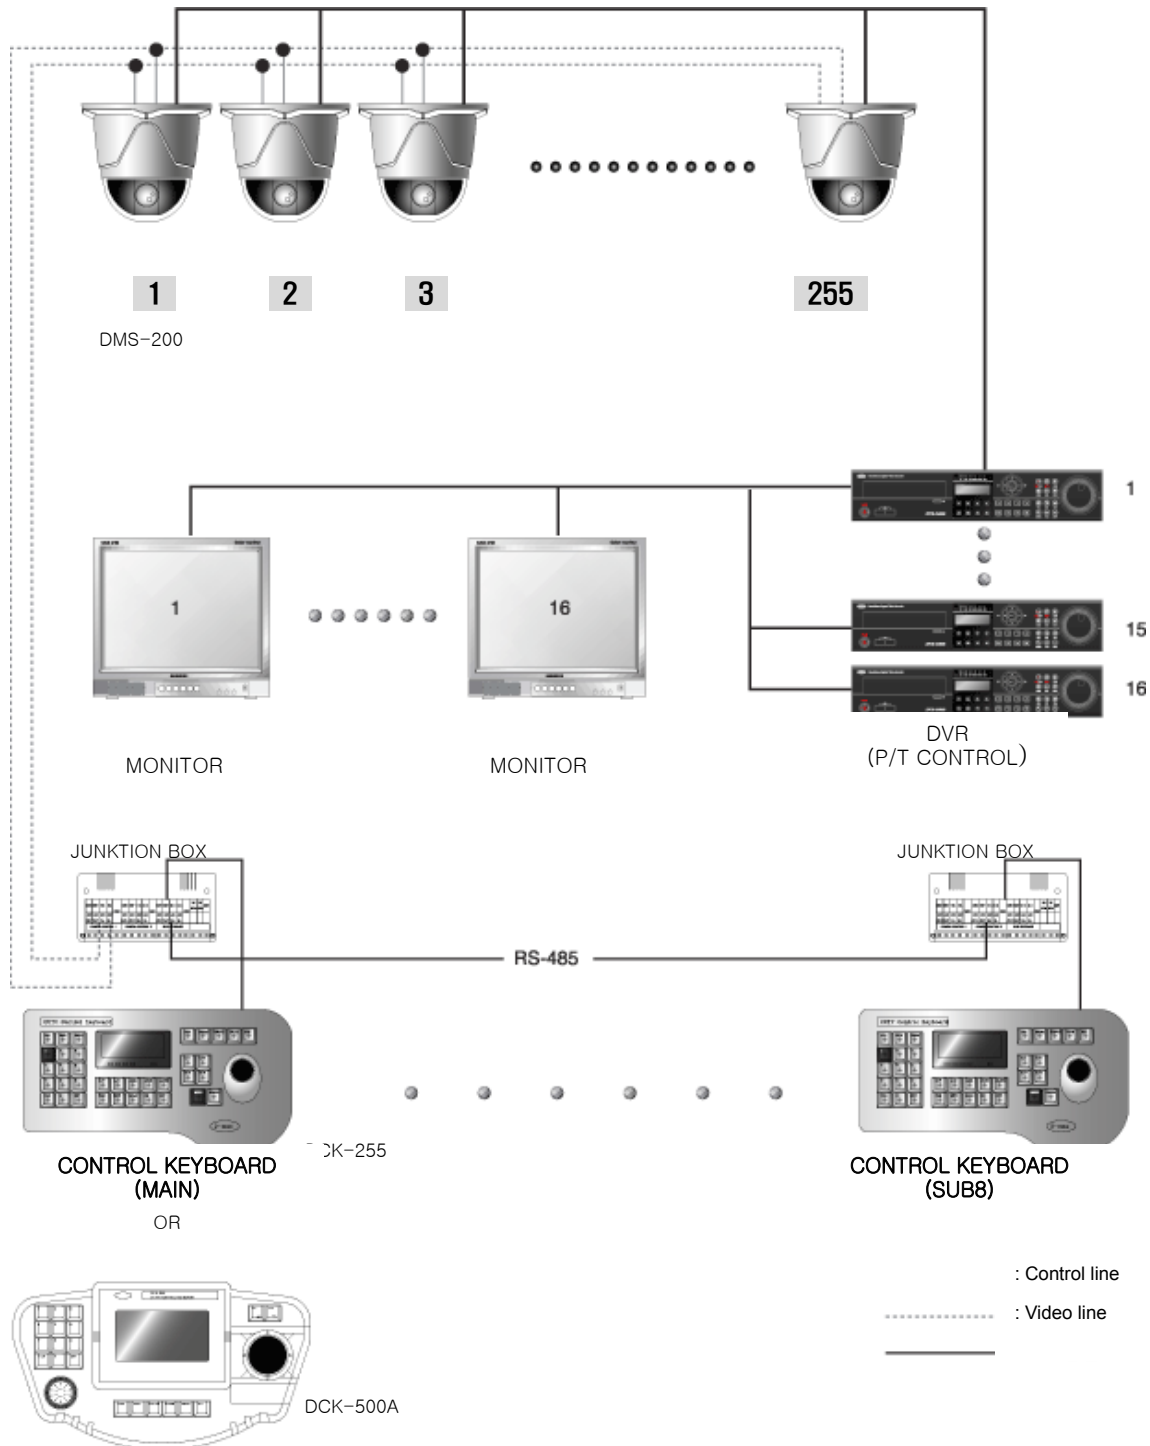 1
2
3
255
DMS-200
1
1
16
15
16
DVR
(P/T CONTROL)
MONITOR
MONITOR
JUNKTION BOX
JUNKTION BOX
RS-485
CK-255
CONTROL KEYBOARD
(MAIN)
CONTROL KEYBOARD
(SUB8)
OR
: Control line
: Video line
DCK-500A